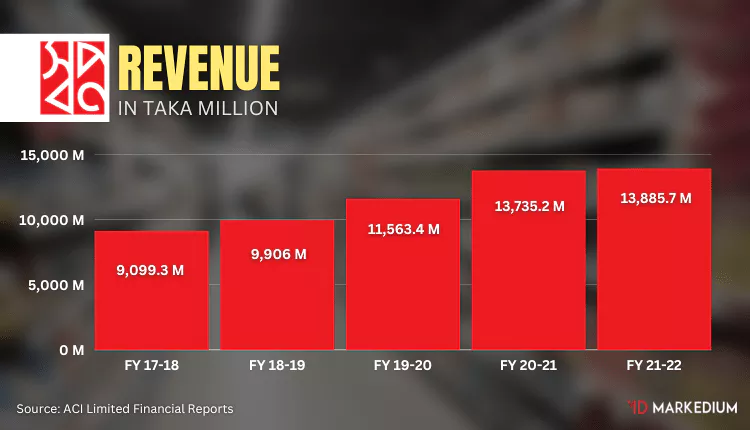 স্বপ্ন
REVENUE
IN TAKA MILLION
15,000 M
10,000 M
5,000 M
0 M
9,099.3 M
9,906 M
11,563.4 M
13,735.2 M
13,885.7 M
FY 17-18
FY 18-19
FY 19-20
FY 20-21
FY 21-22
Source: ACI Limited Financial Reports
MARKEDIUM